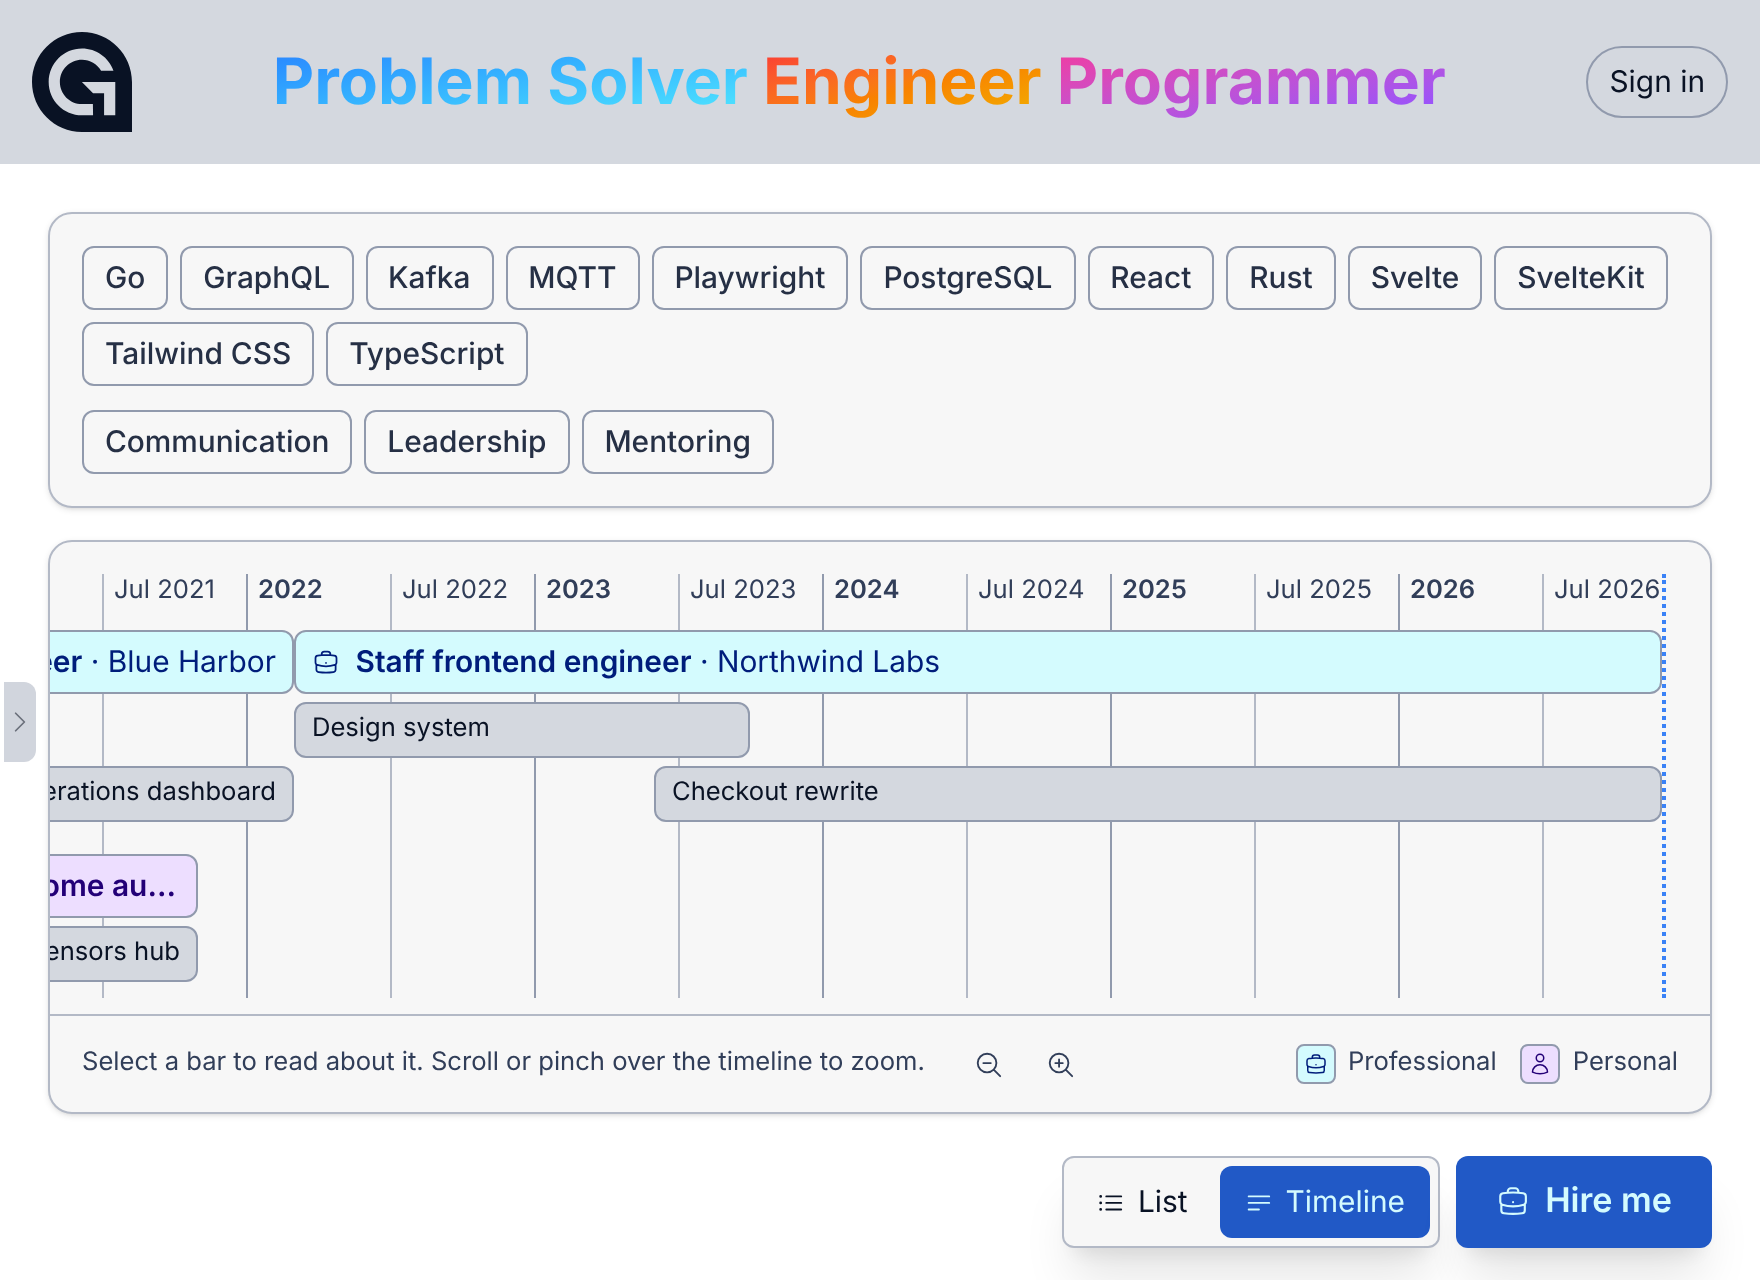 Problem Solver Engineer Programmer
Sign in
Go GraphQL Kafka MQTT Playwright PostgreSQL React Rust Svelte SvelteKit
Tailwind CSS TypeScript
Communication Leadership Mentoring
Jul 2021 2022 Jul 2022 2023 Jul 2023 2024 Jul 2024 2025 Jul 2025 2026 Jul 2026
er · Blue Harbor Staff frontend engineer · Northwind Labs
Design system
erations dashboard Checkout rewrite
ome au...
ensors hub
Select a bar to read about it. Scroll or pinch over the timeline to zoom. Professional Personal
List Timeline Hire me